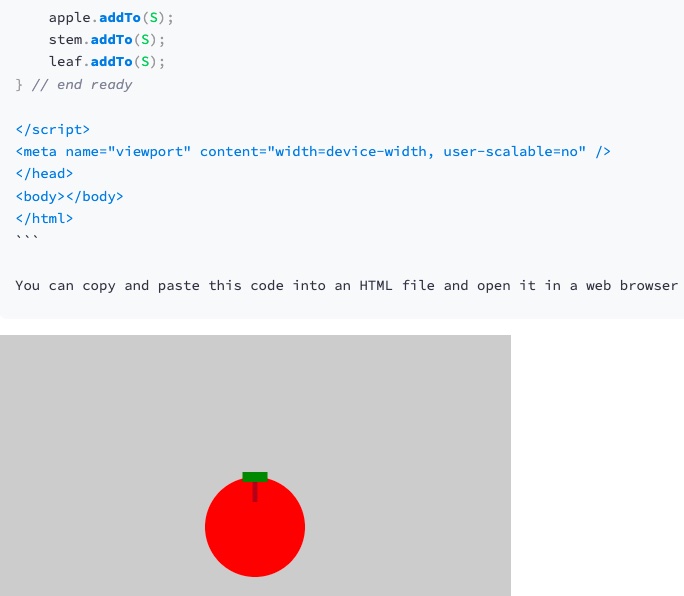 apple.addTo(S);
stem.addTo(S);
leaf.addTo(S);
} // end ready
</script>
<meta name="viewport" content="width=device-width, user-scalable=no" />
</head>
<body></body>
</html>
```
You can copy and paste this code into an HTML file and open it in a web browser